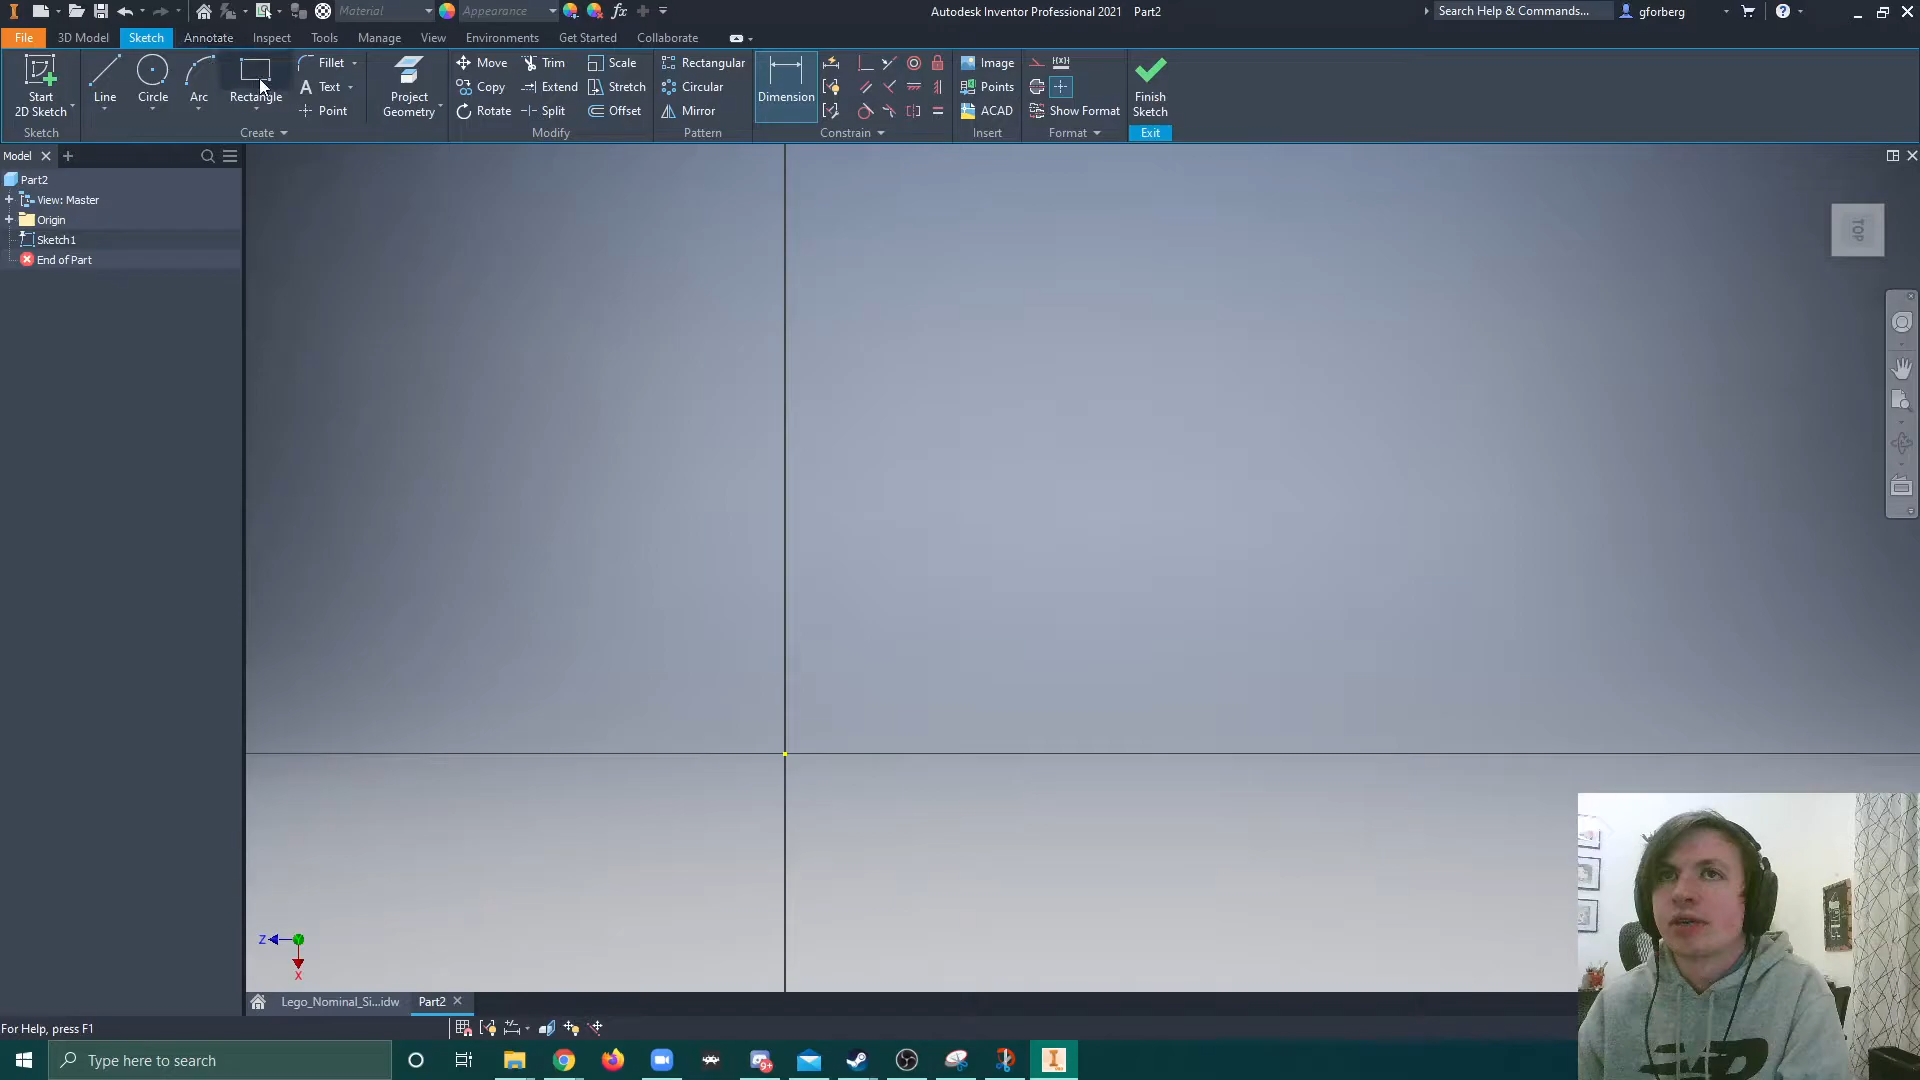 Material
Appearance
fx
Autodesk Inventor Professional 2021 Part2
Search Help & Commands...
gforberg
File
3D Model
Sketch
Annotate
Inspect
Tools
Manage
View
Environments
Get Started
Collaborate
Start
2D Sketch
Line
Circle
Arc
Rectangle
Fillet
A Text
Point
Project
Geometry
Move
Copy
Rotate
Trim
Extend
Split
Scale
Stretch
Offset
Rectangular
Circular
Mirror
Dimension
Image
Points
ACAD
Show Format
Finish
Sketch
Sketch
Create
Modify
Pattern
Constrain
Insert
Format
Exit
Model
Part2
View: Master
Origin
Sketch1
End of Part
TOP
Z
X
Lego_Nominal_Si...idw
Part2
For Help, press F1
Type here to search
9+